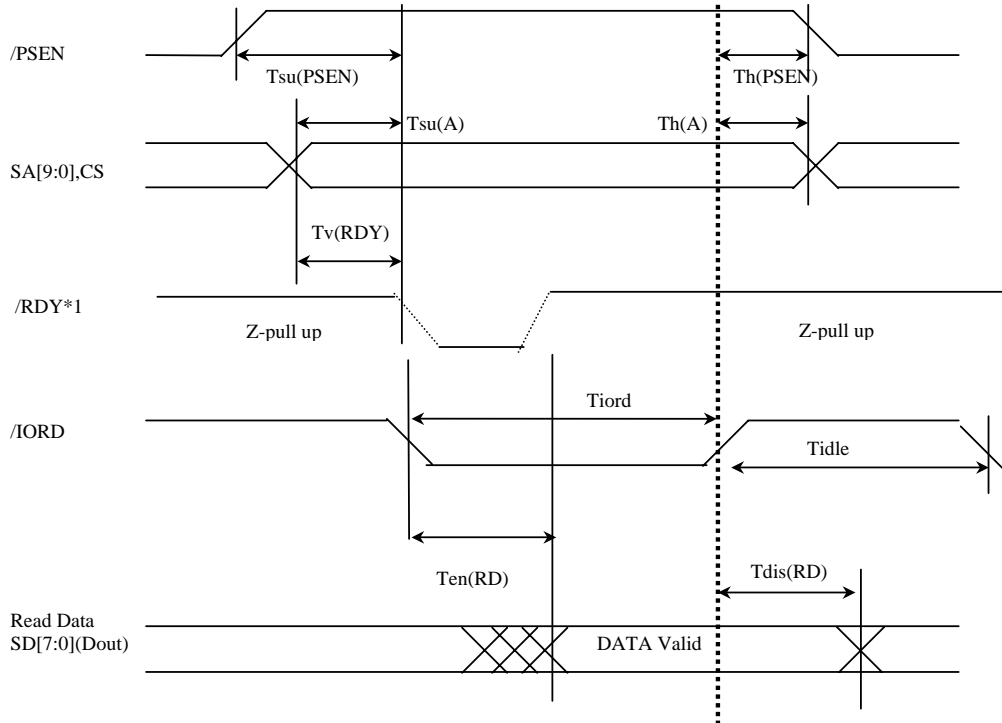 /PSEN
Tsu(PSEN)
Th(PSEN)
Tsu(A)
Th(A)
SA[9:0],CS
Tv(RDY)
/RDY*1
Z-pull up
Z-pull up
Tiord
/IORD
Tidle
Ten(RD)
Tdis(RD)
Read Data
SD[7:0](Dout)
DATA Valid